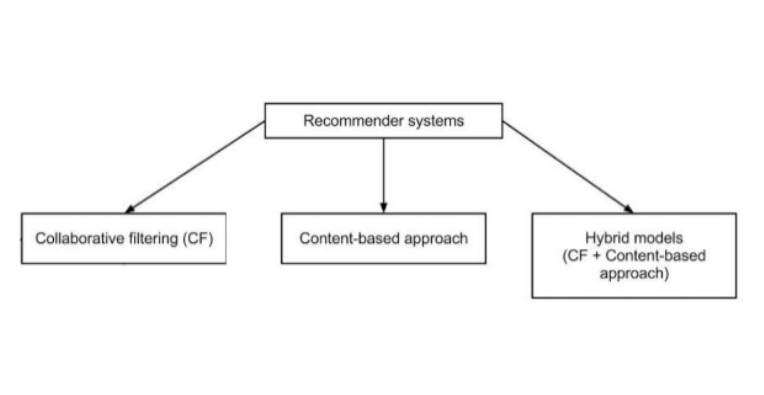 Recommender systems
Collaborative filtering (CF)
Content-based approach
Hybrid models
(CF + Content-based
approach)